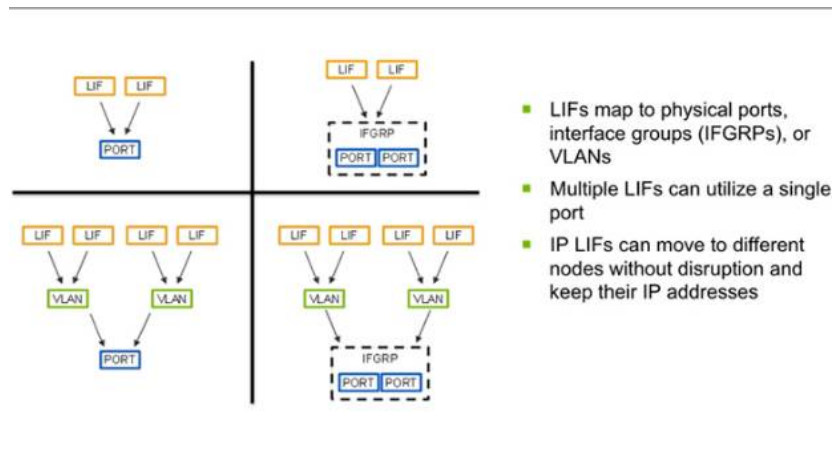 LIF LIF
PORT
LIF LIF
IFGRP
PORT PORT
LIF LIF LIF LIF
VLAN VLAN
PORT
LIF LIF LIF LIF
VLAN VLAN
IFGRP
PORT PORT
LIFs map to physical ports,
interface groups (IFGRPs), or
VLANs
Multiple LIFs can utilize a single
port
IP LIFs can move to different
nodes without disruption and
keep their IP addresses